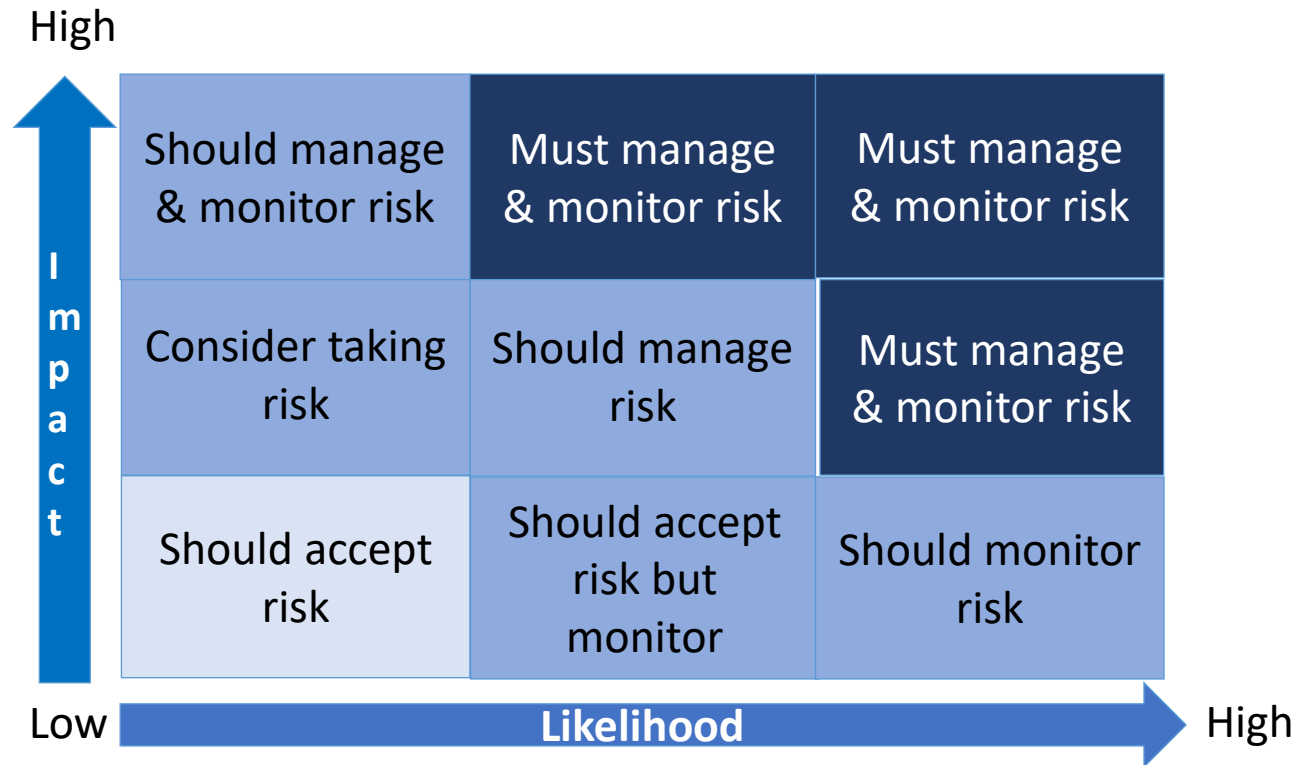 High
Should manage
& monitor risk
Must manage
& monitor risk
Must manage
& monitor risk
Impact
Consider taking
risk
Should manage
risk
Must manage
& monitor risk
Should accept
risk
Should accept
risk but
monitor
Should monitor
risk
Low
Likelihood
High